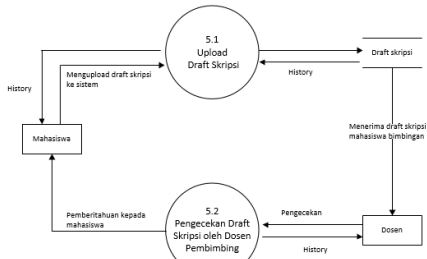 5.1
Upload
Draft Skripsi
Draft skripsi
Mengupload draft skripsi
ke sistem
History
History
Menerima draft skripsi
mahasiswa bimbingan
Mahasiswa
5.2
Pengecekan Draft
Skripsi oleh Dosen
Pembimbing
Pemberitahuan kepada
mahasiswa
Pengecekan
Dosen
History